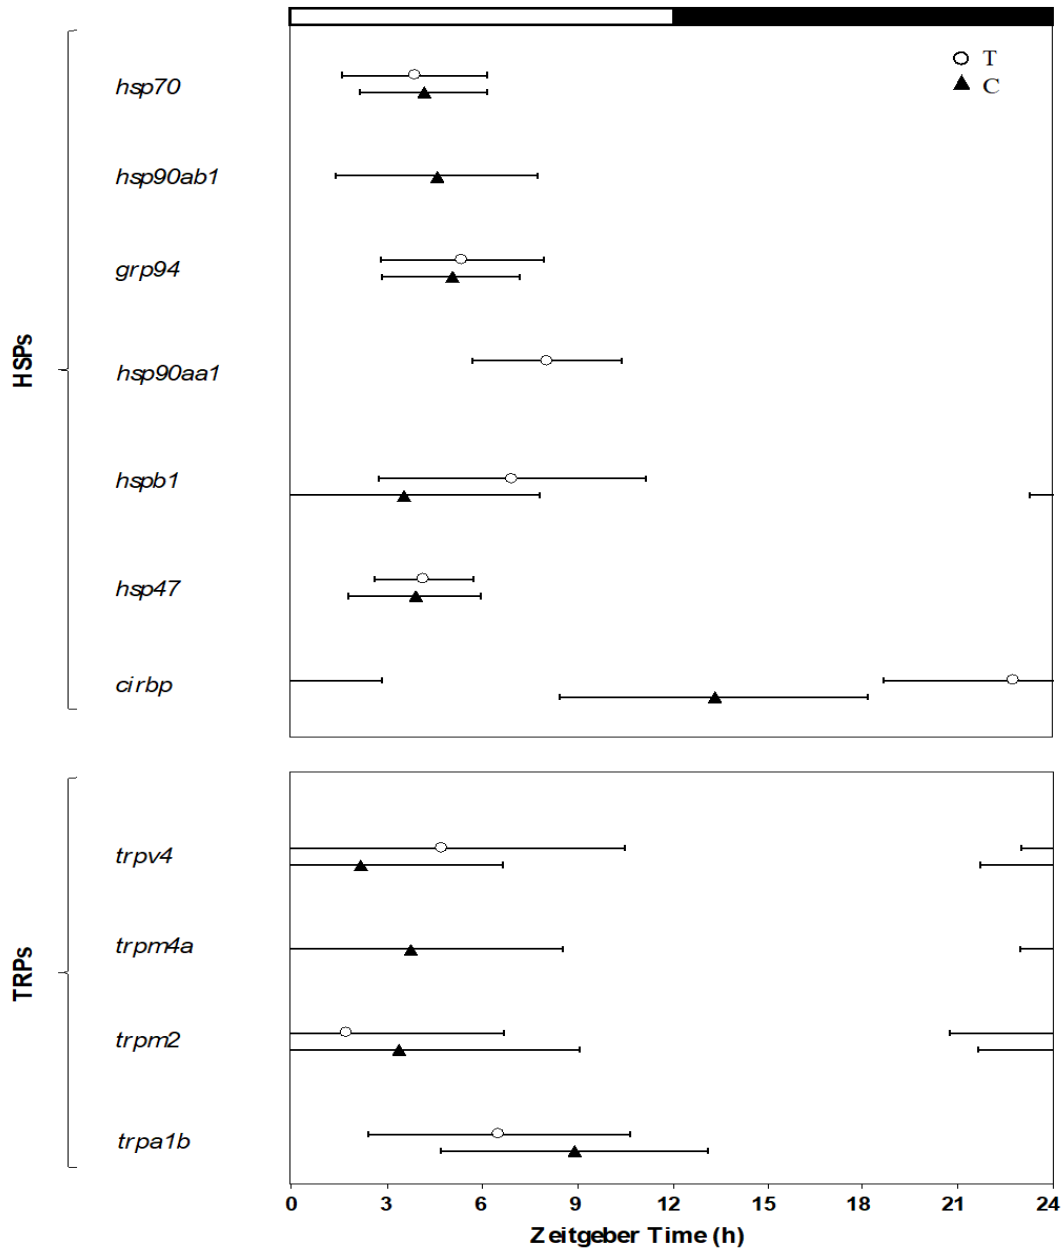 T
C
hsp70
hsp90ab1
grp94
hsp90aa1
hspb1
hsp47
cirbp
HSPs
trpv4
trpm4a
trpm2
trpa1b
TRPs
0 3 6 9 12 15 18 21 24
Zeitgeber Time (h)